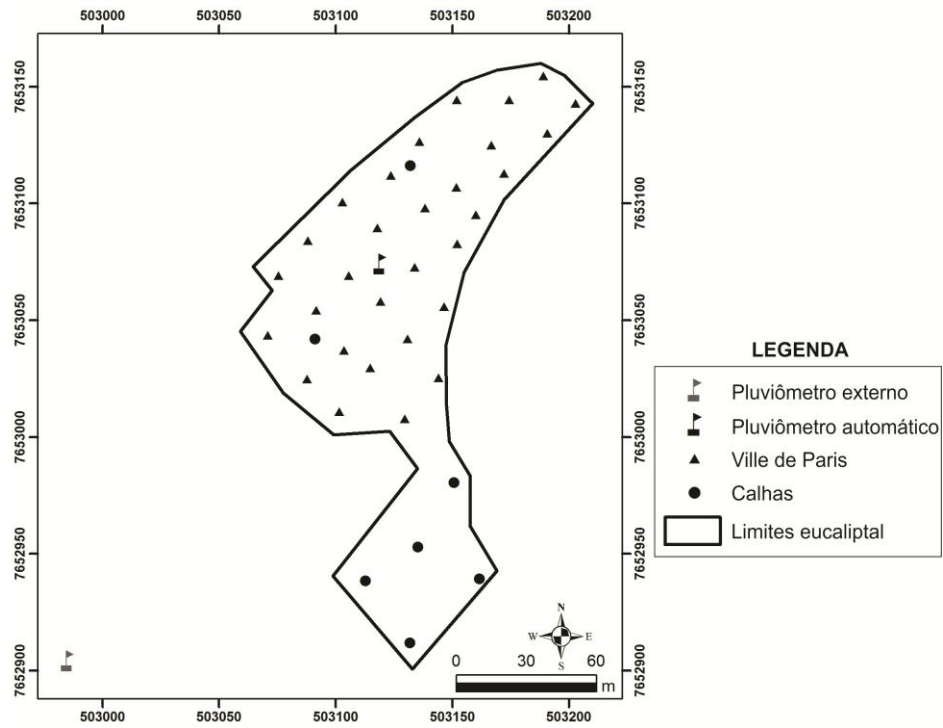 503000 503050 503100 503150 503200
7653150 7653150
7653100 7653100
7653050 7653050
7653000 7653000
7652950 7652950
7652900 7652900
LEGENDA
Pluviômetro externo
Pluviômetro automático
Ville de Paris
Calhas
Limites eucaliptal
N
W E
S
0 30 60
m
503000 503050 503100 503150 503200